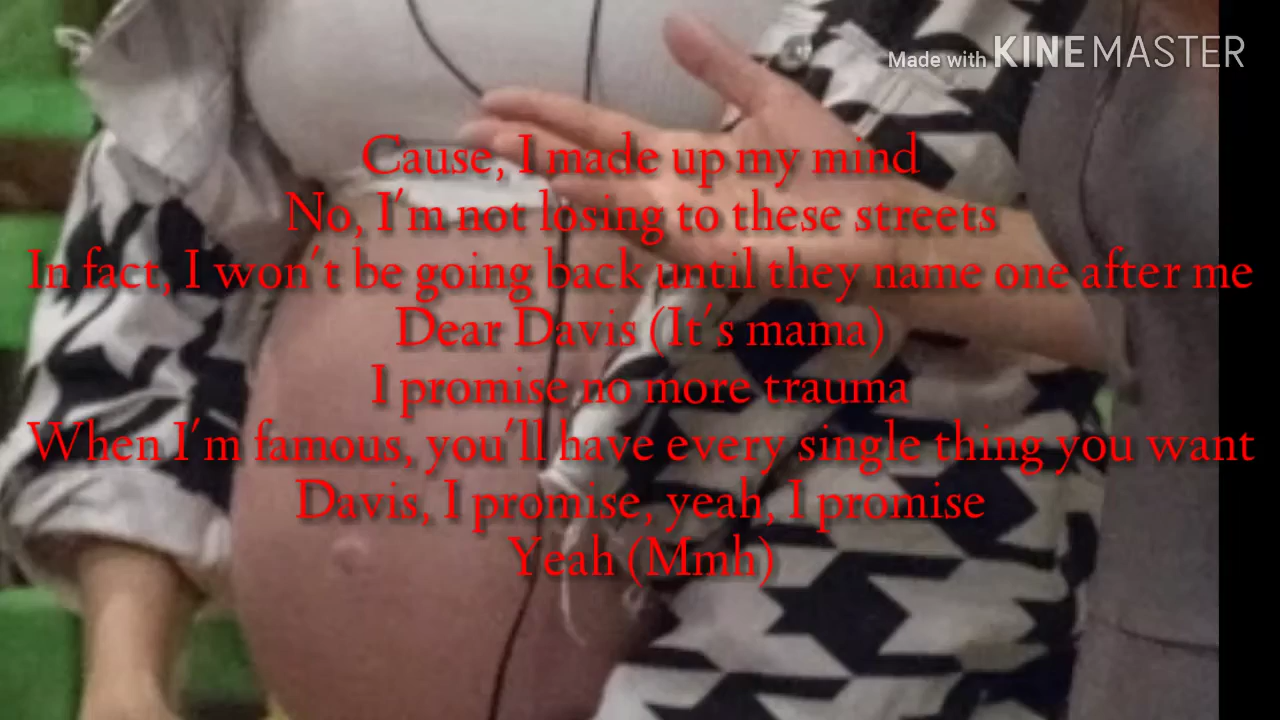 Made with KINEMASTER
Cause, I made up my mind
No, I'm not losing to these streets
In fact, I won't be going back until they name one after me
Dear Davis (It's mama)
I promise no more trauma
When I'm famous, you'll have every single thing you want
Davis, I promise, yeah, I promise
Yeah (Mmh)